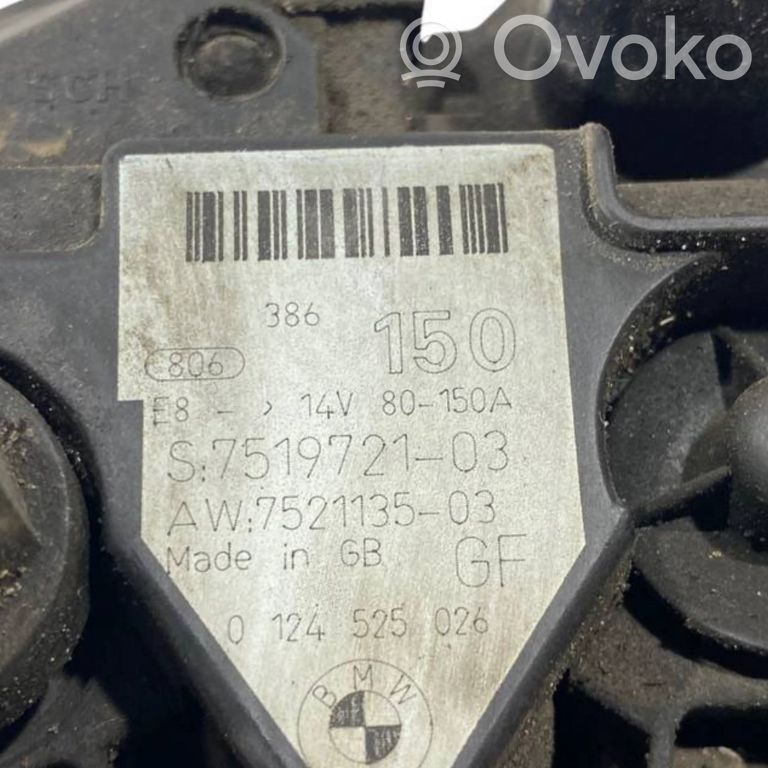 Ovoko
386
150
806
E8 - > 14V 80-150A
S:7519721-03
AW:7521135-03
Made in GB
GF
0 124 525 026
BMW